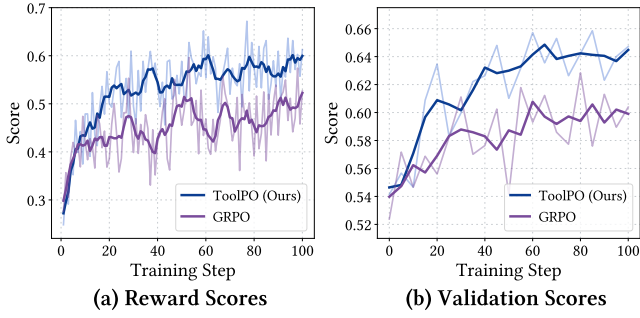 0.7
0.6
0.5
0.4
0.3
Score
0 20 40 60 80 100
Training Step
ToolPO (Ours)
GRPO
(a) Reward Scores
0.66
0.64
0.62
0.60
0.58
0.56
0.54
0.52
Score
0 20 40 60 80 100
Training Step
ToolPO (Ours)
GRPO
(b) Validation Scores